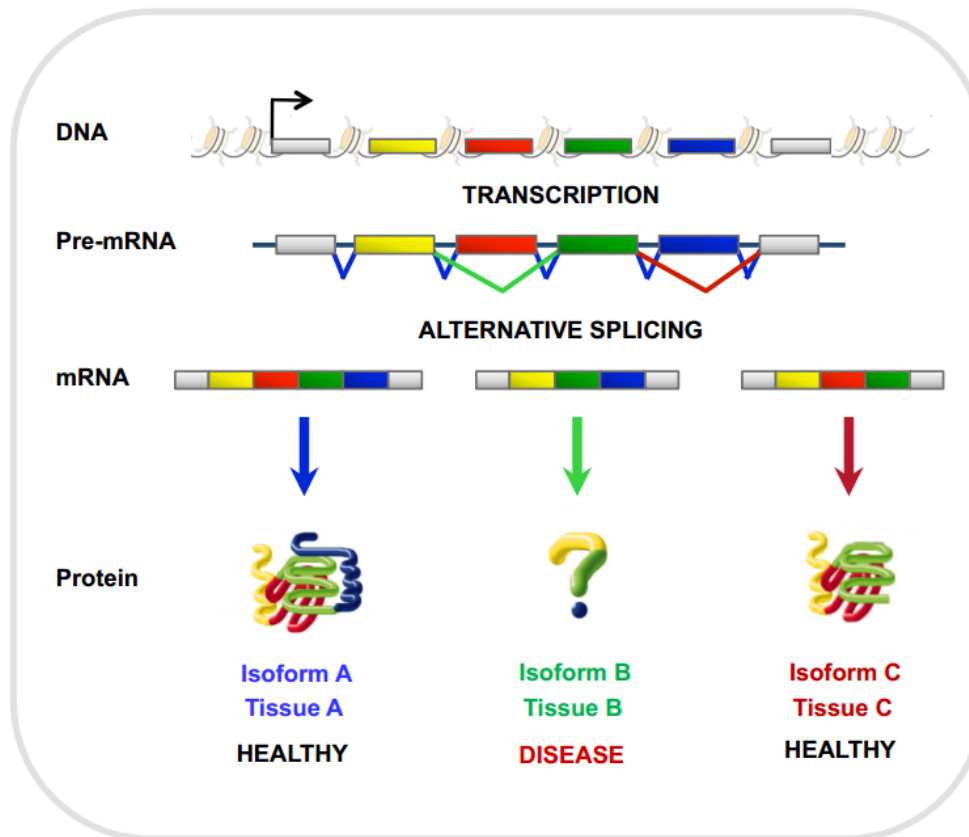 DNA
TRANSCRIPTION
Pre-mRNA
ALTERNATIVE SPLICING
mRNA
Protein
?
Isoform A
Tissue A
HEALTHY
Isoform B
Tissue B
DISEASE
Isoform C
Tissue C
HEALTHY